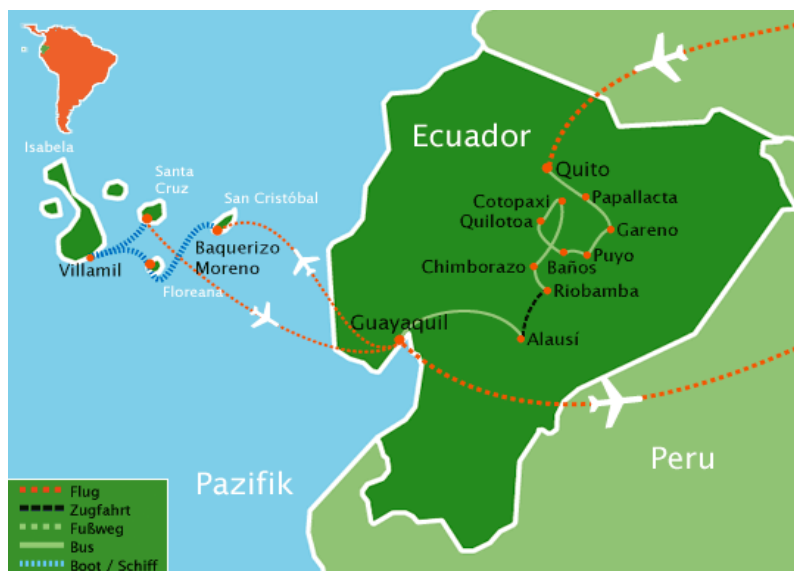 Isabela
Santa
Cruz
San Cristóbal
Villamil
Floreana
Baquerizo
Moreno
Ecuador
Quito
Cotopaxi
Papallacta
Quilotoa
Gareno
Puyo
Chimborazo
Baños
Riobamba
Guayaquil
Alausí
Peru
Pazifik
Flug
Zugfahrt
Fußweg
Bus
Boot / Schiff